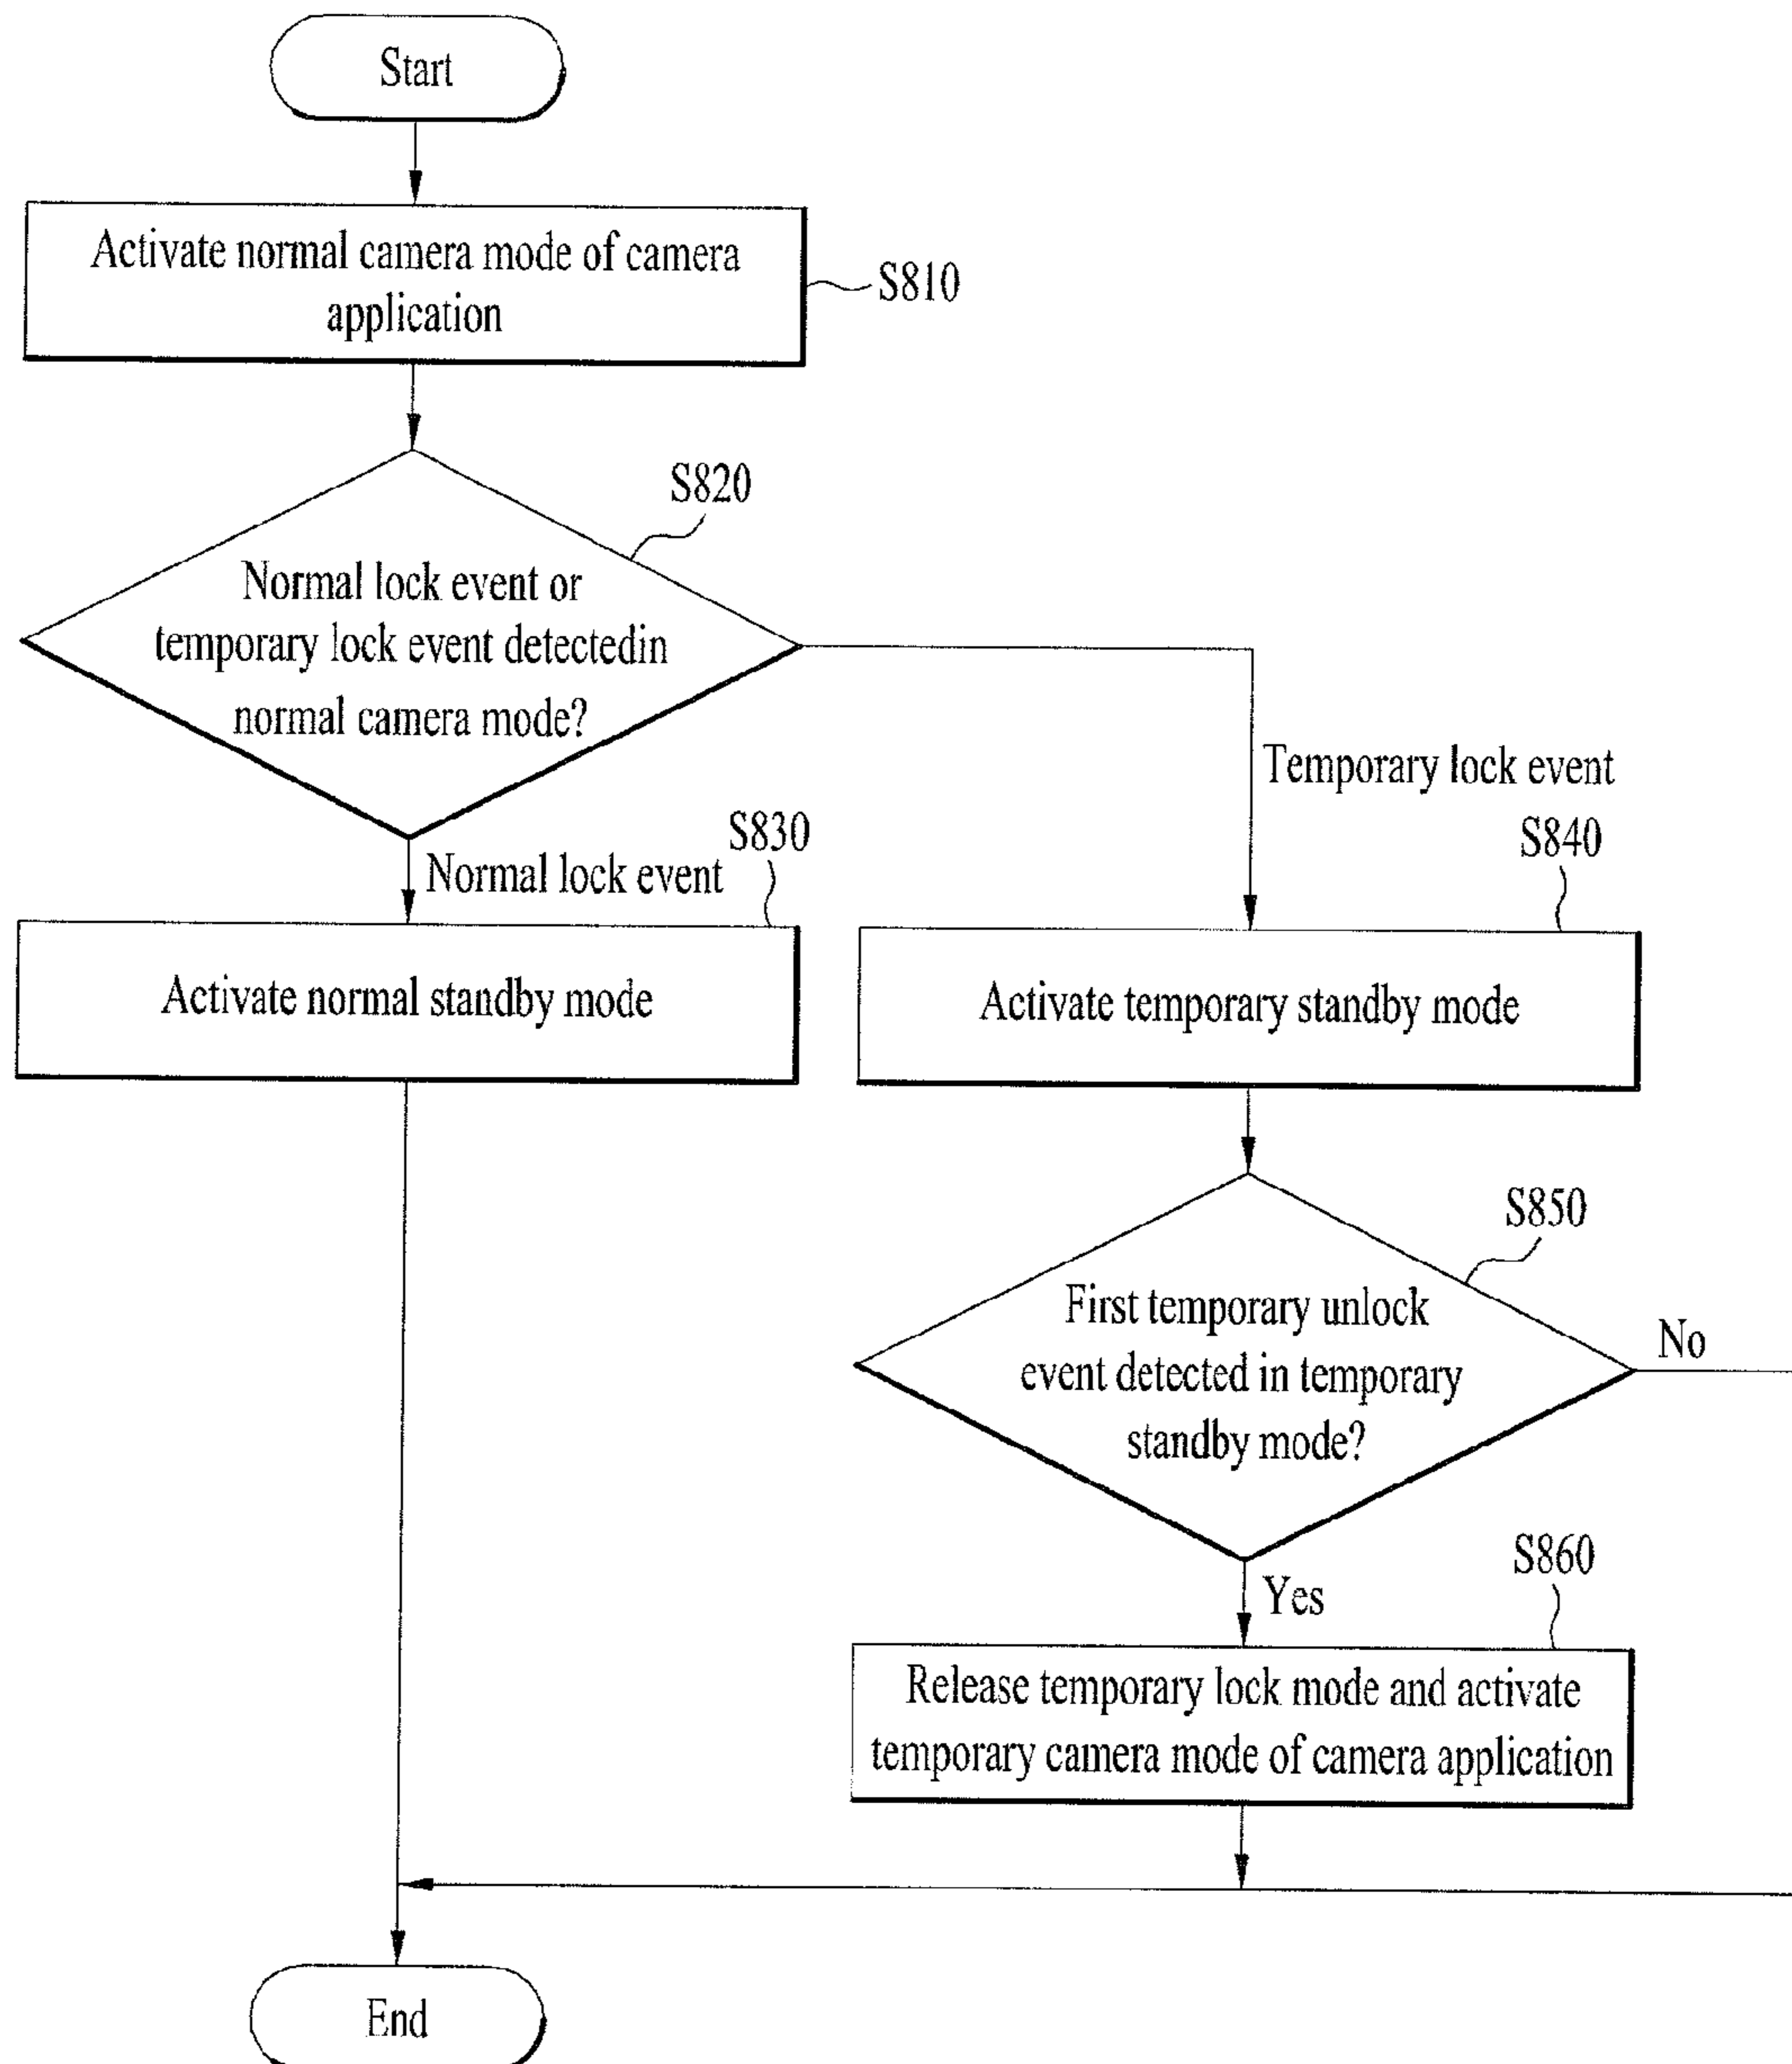 Start
Activate normal camera mode of camera
application
S810
S820
Normal lock event or
temporary lock event detectedin
normal camera mode?
Temporary lock event
Normal lock event
S830
S840
Activate normal standby mode
Activate temporary standby mode
S850
First temporary unlock
event detected in temporary
standby mode?
No
Yes
S860
Release temporary lock mode and activate
temporary camera mode of camera application
End